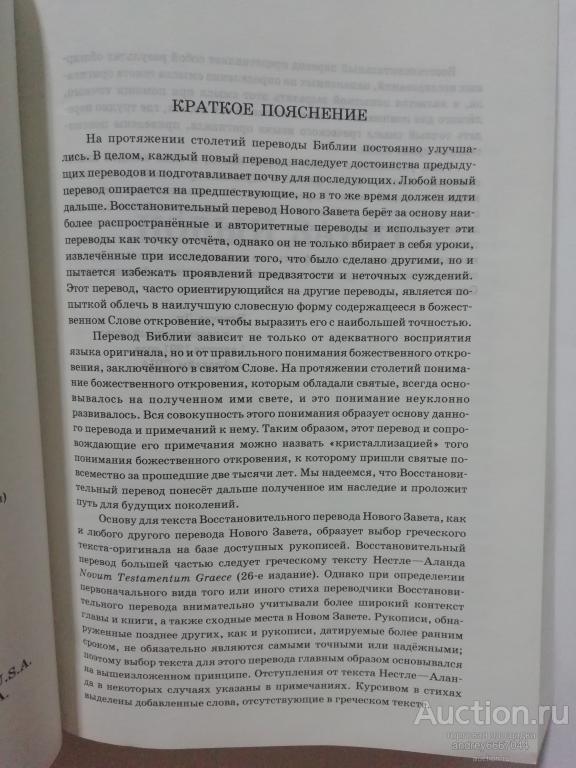 КРАТКОЕ ПОЯСНЕНИЕ
На протяжении столетий переводы Библии постоянно улучша-
лись. В целом, каждый новый перевод наследует достоинства предыду-
щих переводов и подготавливает почву для последующих. Любой новый
перевод опирается на предшествующие, но в то же время должен идти
дальше. Восстановительный перевод Нового Завета берёт за основу наи-
более распространённые и авторитетные переводы и использует эти
переводы как точку отсчёта, однако он не только вбирает в себя уроки,
извлечённые при исследовании того, что было сделано другими, но и
пытается избежать проявлений предвзятости и неточных суждений.
Этот перевод, часто ориентирующийся на другие переводы, является по-
пыткой облечь в наилучшую словесную форму содержащееся в божест-
венном Слове откровение, чтобы выразить его с наибольшей точностью.
Перевод Библии зависит не только от адекватного восприятия
языка оригинала, но и от правильного понимания божественного откро-
вения, заключённого в святом Слове. На протяжении столетий понима-
ние божественного откровения, которым обладали святые, всегда осно-
вывалось на полученном ими свете, и это понимание неуклонно
развивалось. Вся совокупность этого понимания образует основу данно-
го перевода и примечаний к нему. Таким образом, этот перевод и сопро-
вождающие его примечания можно назвать «кристаллизацией» того
понимания божественного откровения, к которому пришли святые по-
всеместно за прошедшие две тысячи лет. Мы надеемся, что Восстанови-
тельный перевод понесёт дальше полученное им наследие и проложит
путь для будущих поколений.
Основу для текста Восстановительного перевода Нового Завета, как
и любого другого перевода Нового Завета, образует выбор греческого
текста-оригинала на базе доступных рукописей. Восстановительный
перевод большей частью следует греческому тексту Нестле—Аланда
Novum Testamentum Graece (26-е издание). Однако при определении
первоначального вида того или иного стиха переводчики Восстанови-
тельного перевода внимательно учитывали более широкий контекст
главы и книги, а также сходные места в Новом Завете. Рукописи, обна-
руженные позднее других, как и рукописи, датируемые более ранним
сроком, не обязательно являются самыми точными или надёжными;
поэтому выбор текста для этого перевода главным образом основывался
на вышеизложенном принципе. Отступления от текста Нестле—Алан-
да в некоторых случаях указаны в примечаниях. Курсивом в стихах
выделены добавленные слова, отсутствующие в греческом тексте.
U.S.A.
A.
Аукцион.ru
торговая площадка
andrey6667044
auction.ru